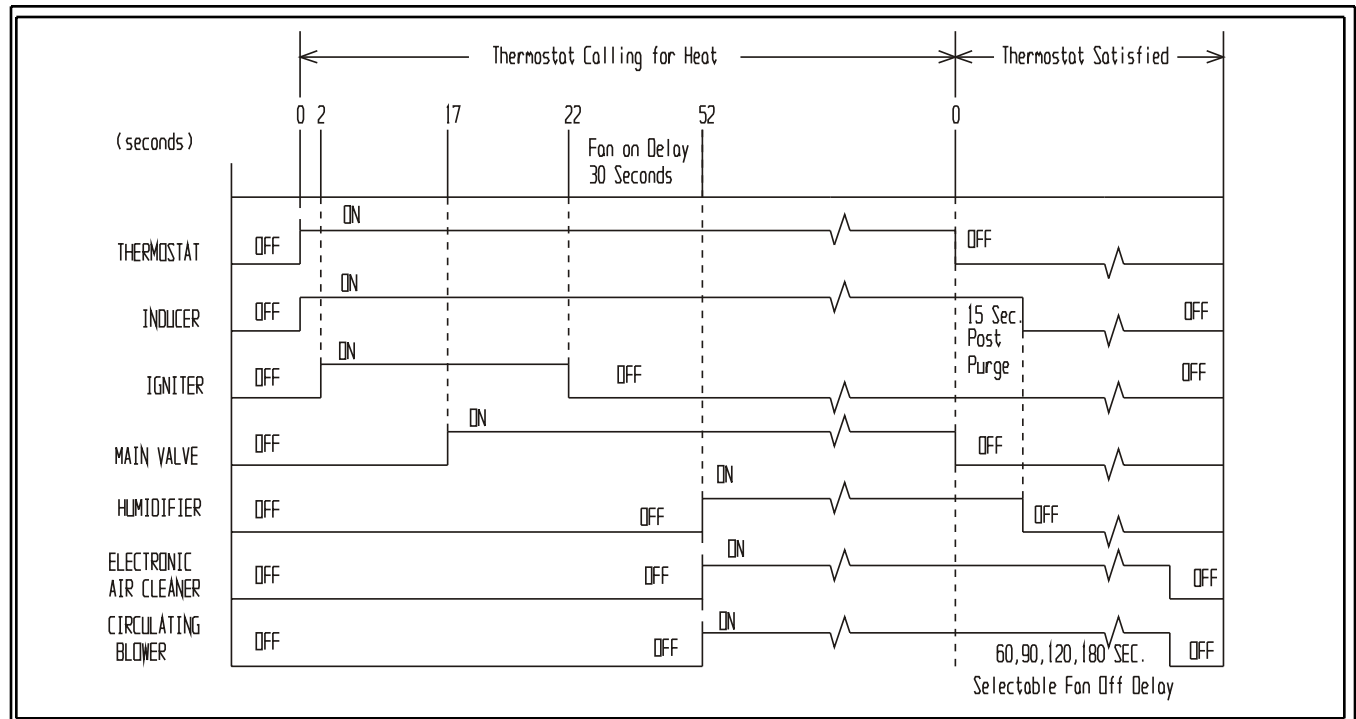 Thermostat Calling for Heat
Thermostat Satisfied
0 2 17 22 52 0
(seconds)
Fan on Delay
30 Seconds
THERMOSTAT OFF ON OFF
INDUCER OFF ON 15 Sec. Post Purge OFF
IGNITER OFF ON OFF OFF
MAIN VALVE OFF ON OFF
HUMIDIFIER OFF OFF ON OFF
ELECTRONIC
AIR CLEANER OFF OFF ON OFF
CIRCULATING
BLOWER OFF OFF ON OFF
60,90,120,180 SEC.
Selectable Fan Off Delay